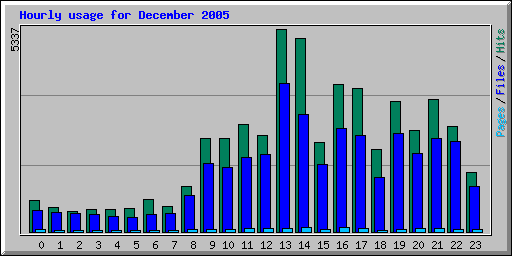 Hourly usage for December 2005
5337
Pages / Files / Hits
0 1 2 3 4 5 6 7 8 9 10 11 12 13 14 15 16 17 18 19 20 21 22 23